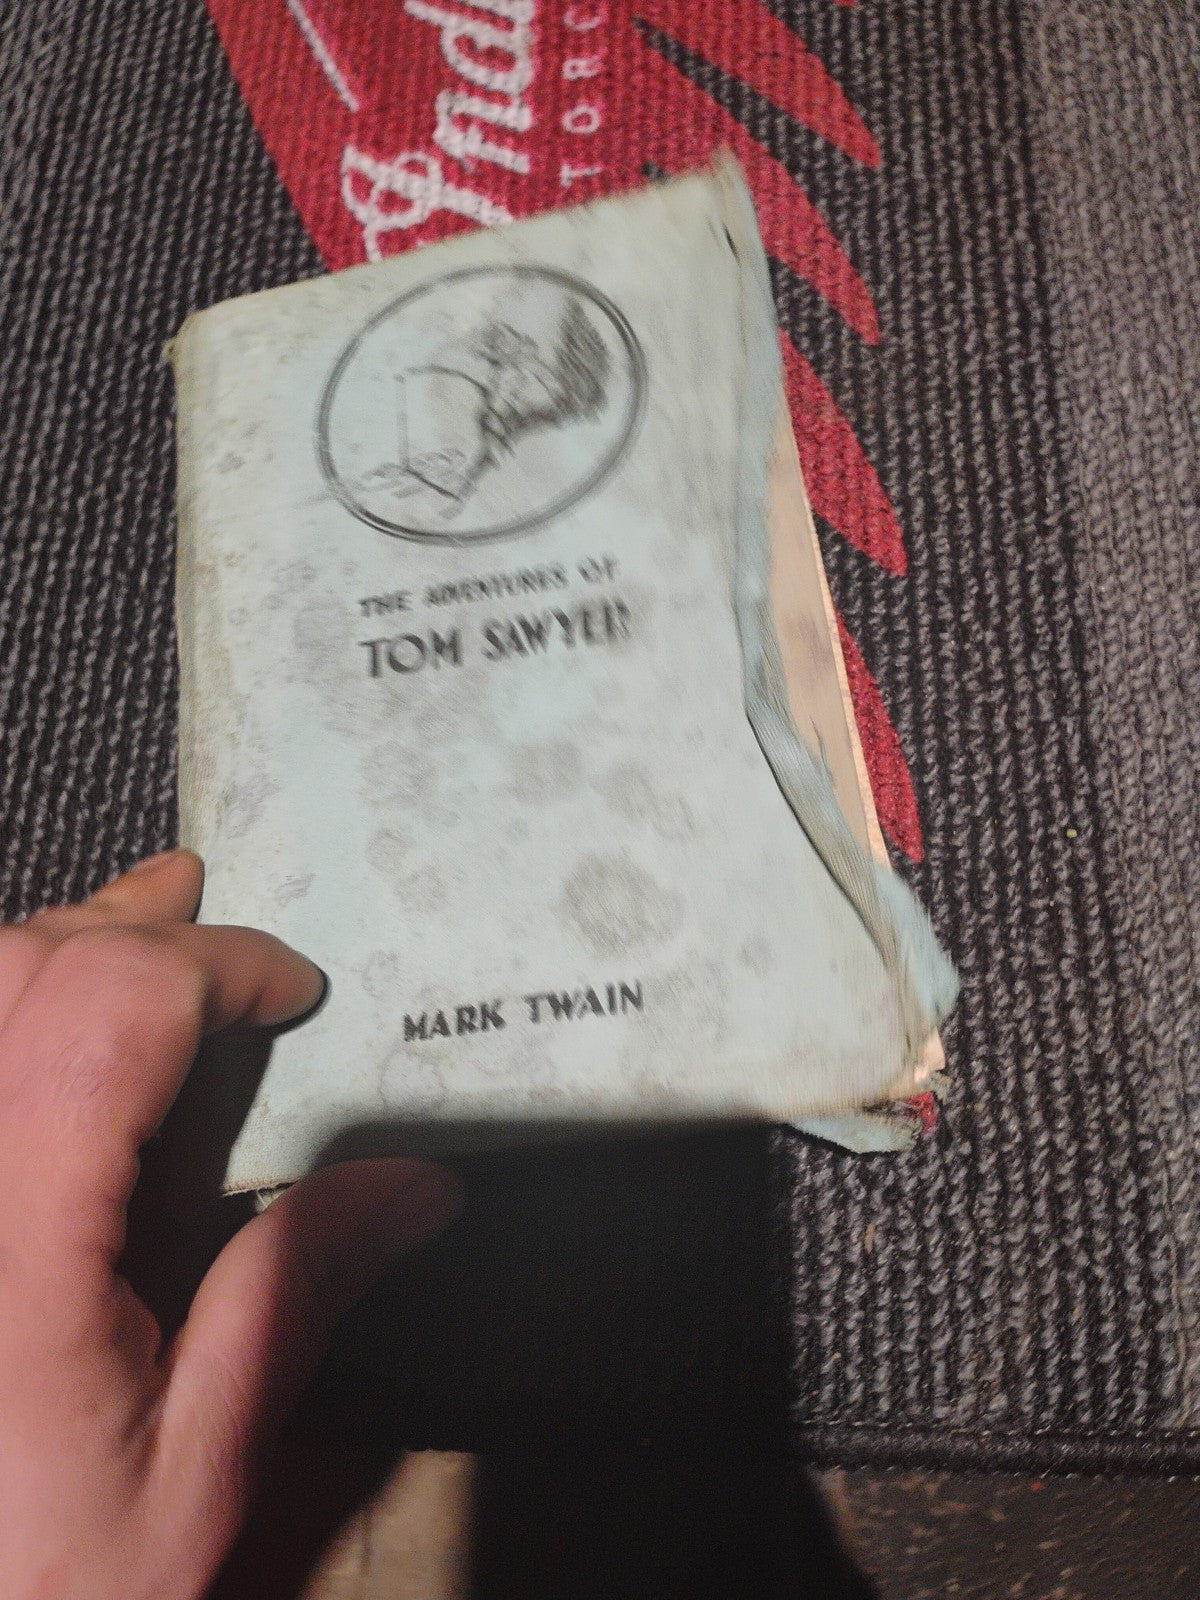 THE ADVENTURES OF
TOM SAWYER
MARK TWAIN